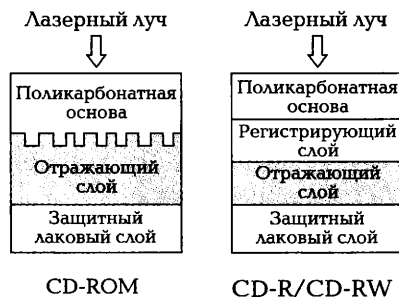 Лазерный луч
Поликарбонатная
основа
Отражающий
слой
Защитный
лаковый слой
CD-ROM
Лазерный луч
Поликарбонатная
основа
Регистрирующий
слой
Отражающий
слой
Защитный
лаковый слой
CD-R/CD-RW